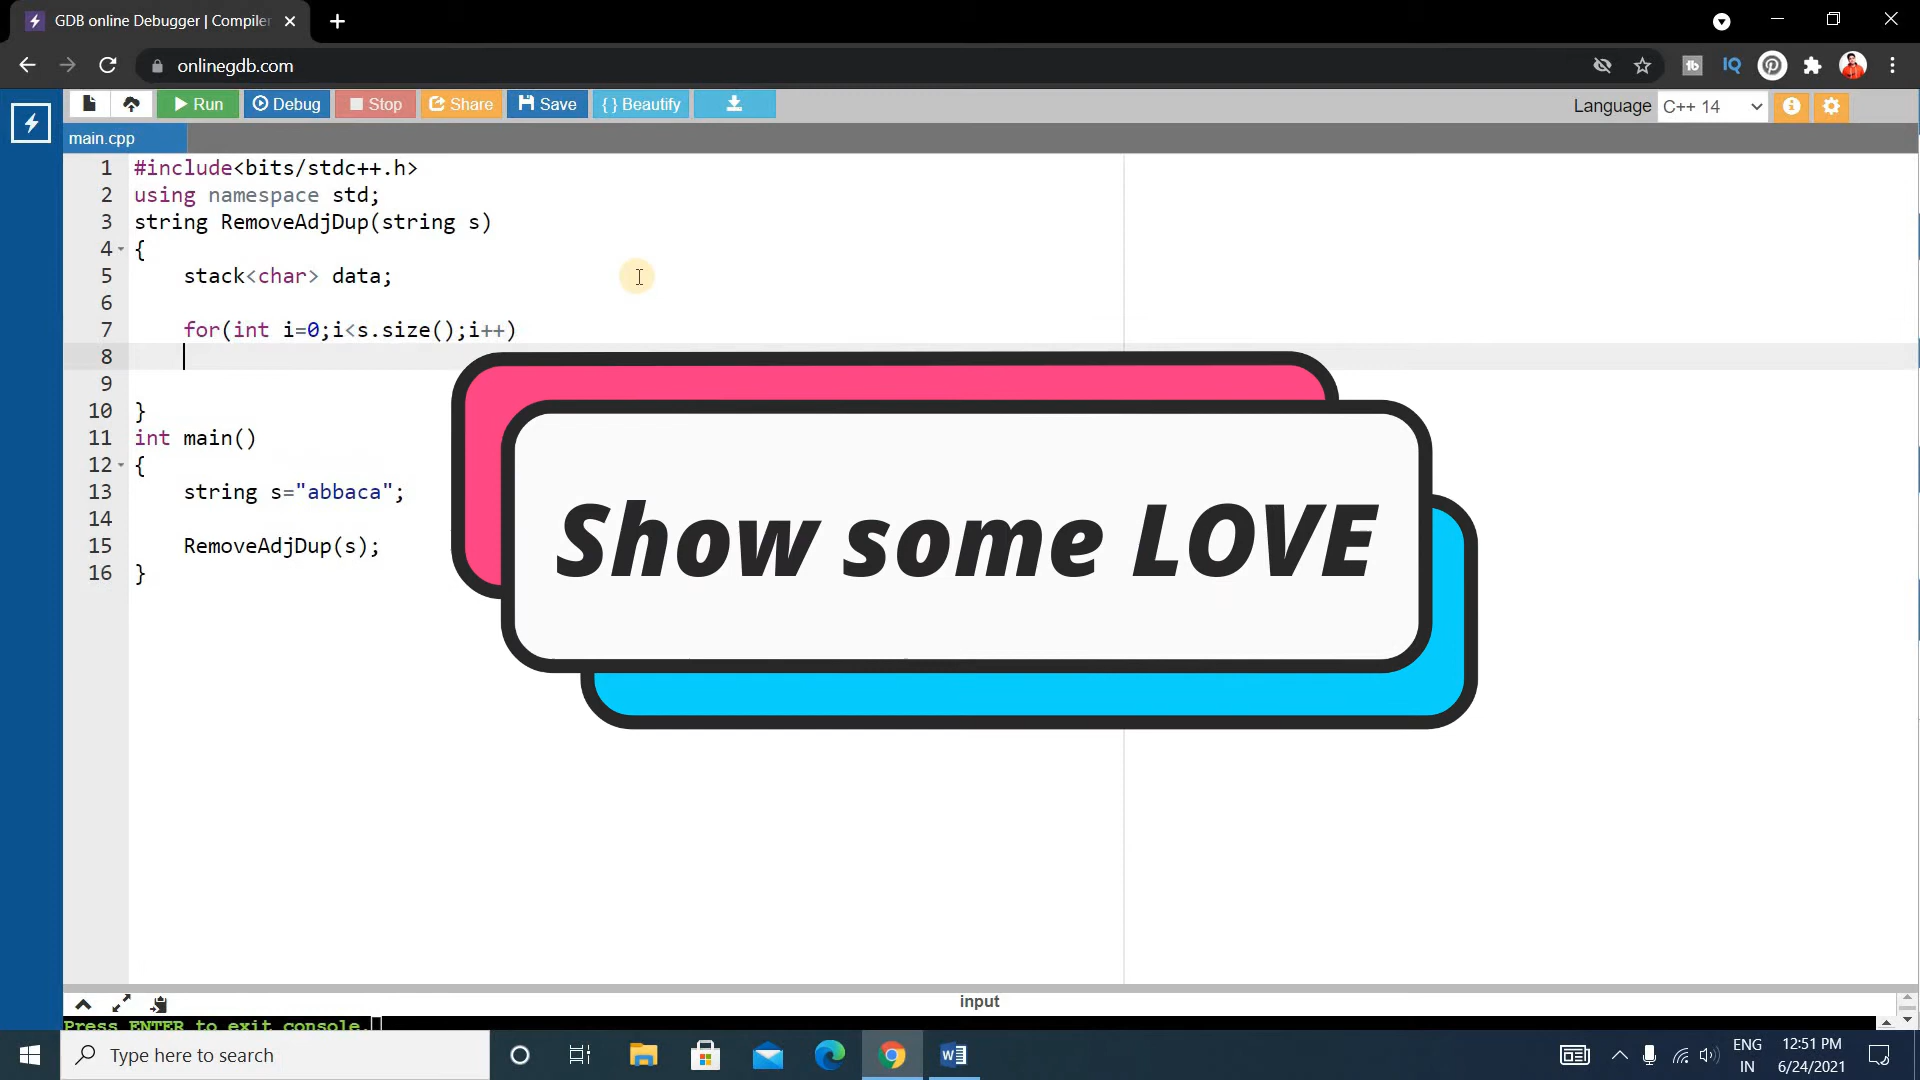 GDB online Debugger | Compiler
onlinegdb.com
IQ
Run Debug Stop Share Save { } Beautify
Language C++ 14
main.cpp
1 #include<bits/stdc++.h>
2 using namespace std;
3 string RemoveAdjDup(string s)
4 {
5 stack<char> data;
6
7 for(int i=0;i<s.size();i++)
8
9
10 }
11 int main()
12 {
13 string s="abbaca";
14
15 RemoveAdjDup(s);
16 }
Show some LOVE
input
Press ENTER to exit console.
Type here to search
ENG
IN
12:51 PM
6/24/2021